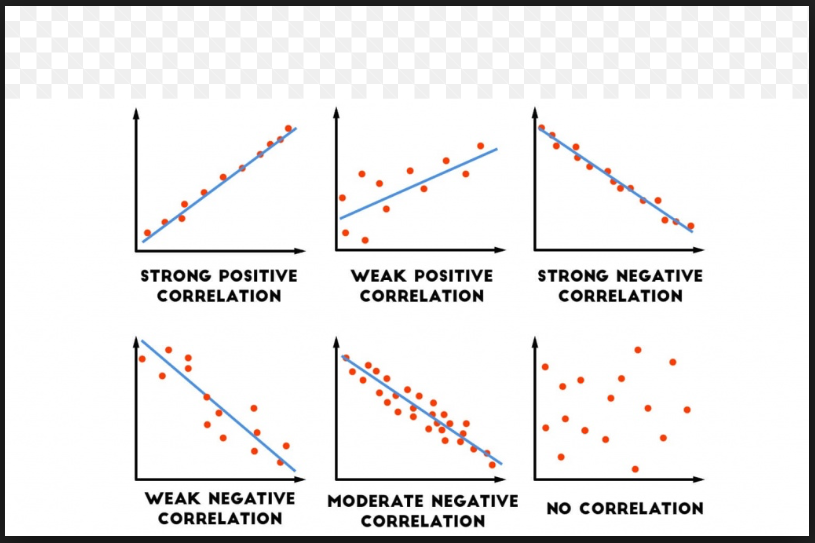 STRONG POSITIVE
CORRELATION
WEAK POSITIVE
CORRELATION
STRONG NEGATIVE
CORRELATION
WEAK NEGATIVE
CORRELATION
MODERATE NEGATIVE
CORRELATION
NO CORRELATION